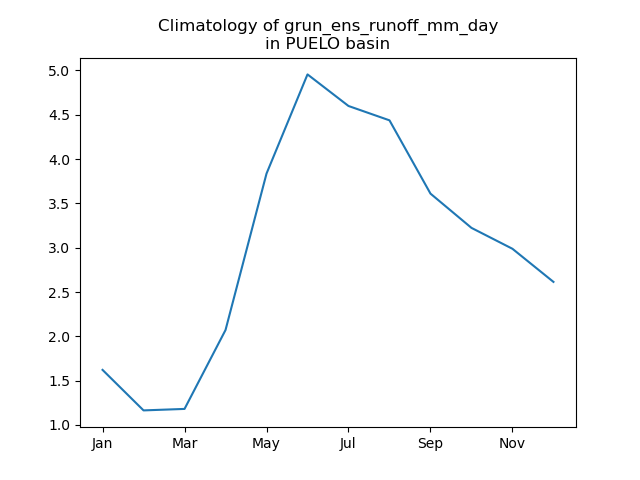 Climatology of grun_ens_runoff_mm_day
in PUELO basin
5.0
4.5
4.0
3.5
3.0
2.5
2.0
1.5
1.0
Jan
Mar
May
Jul
Sep
Nov